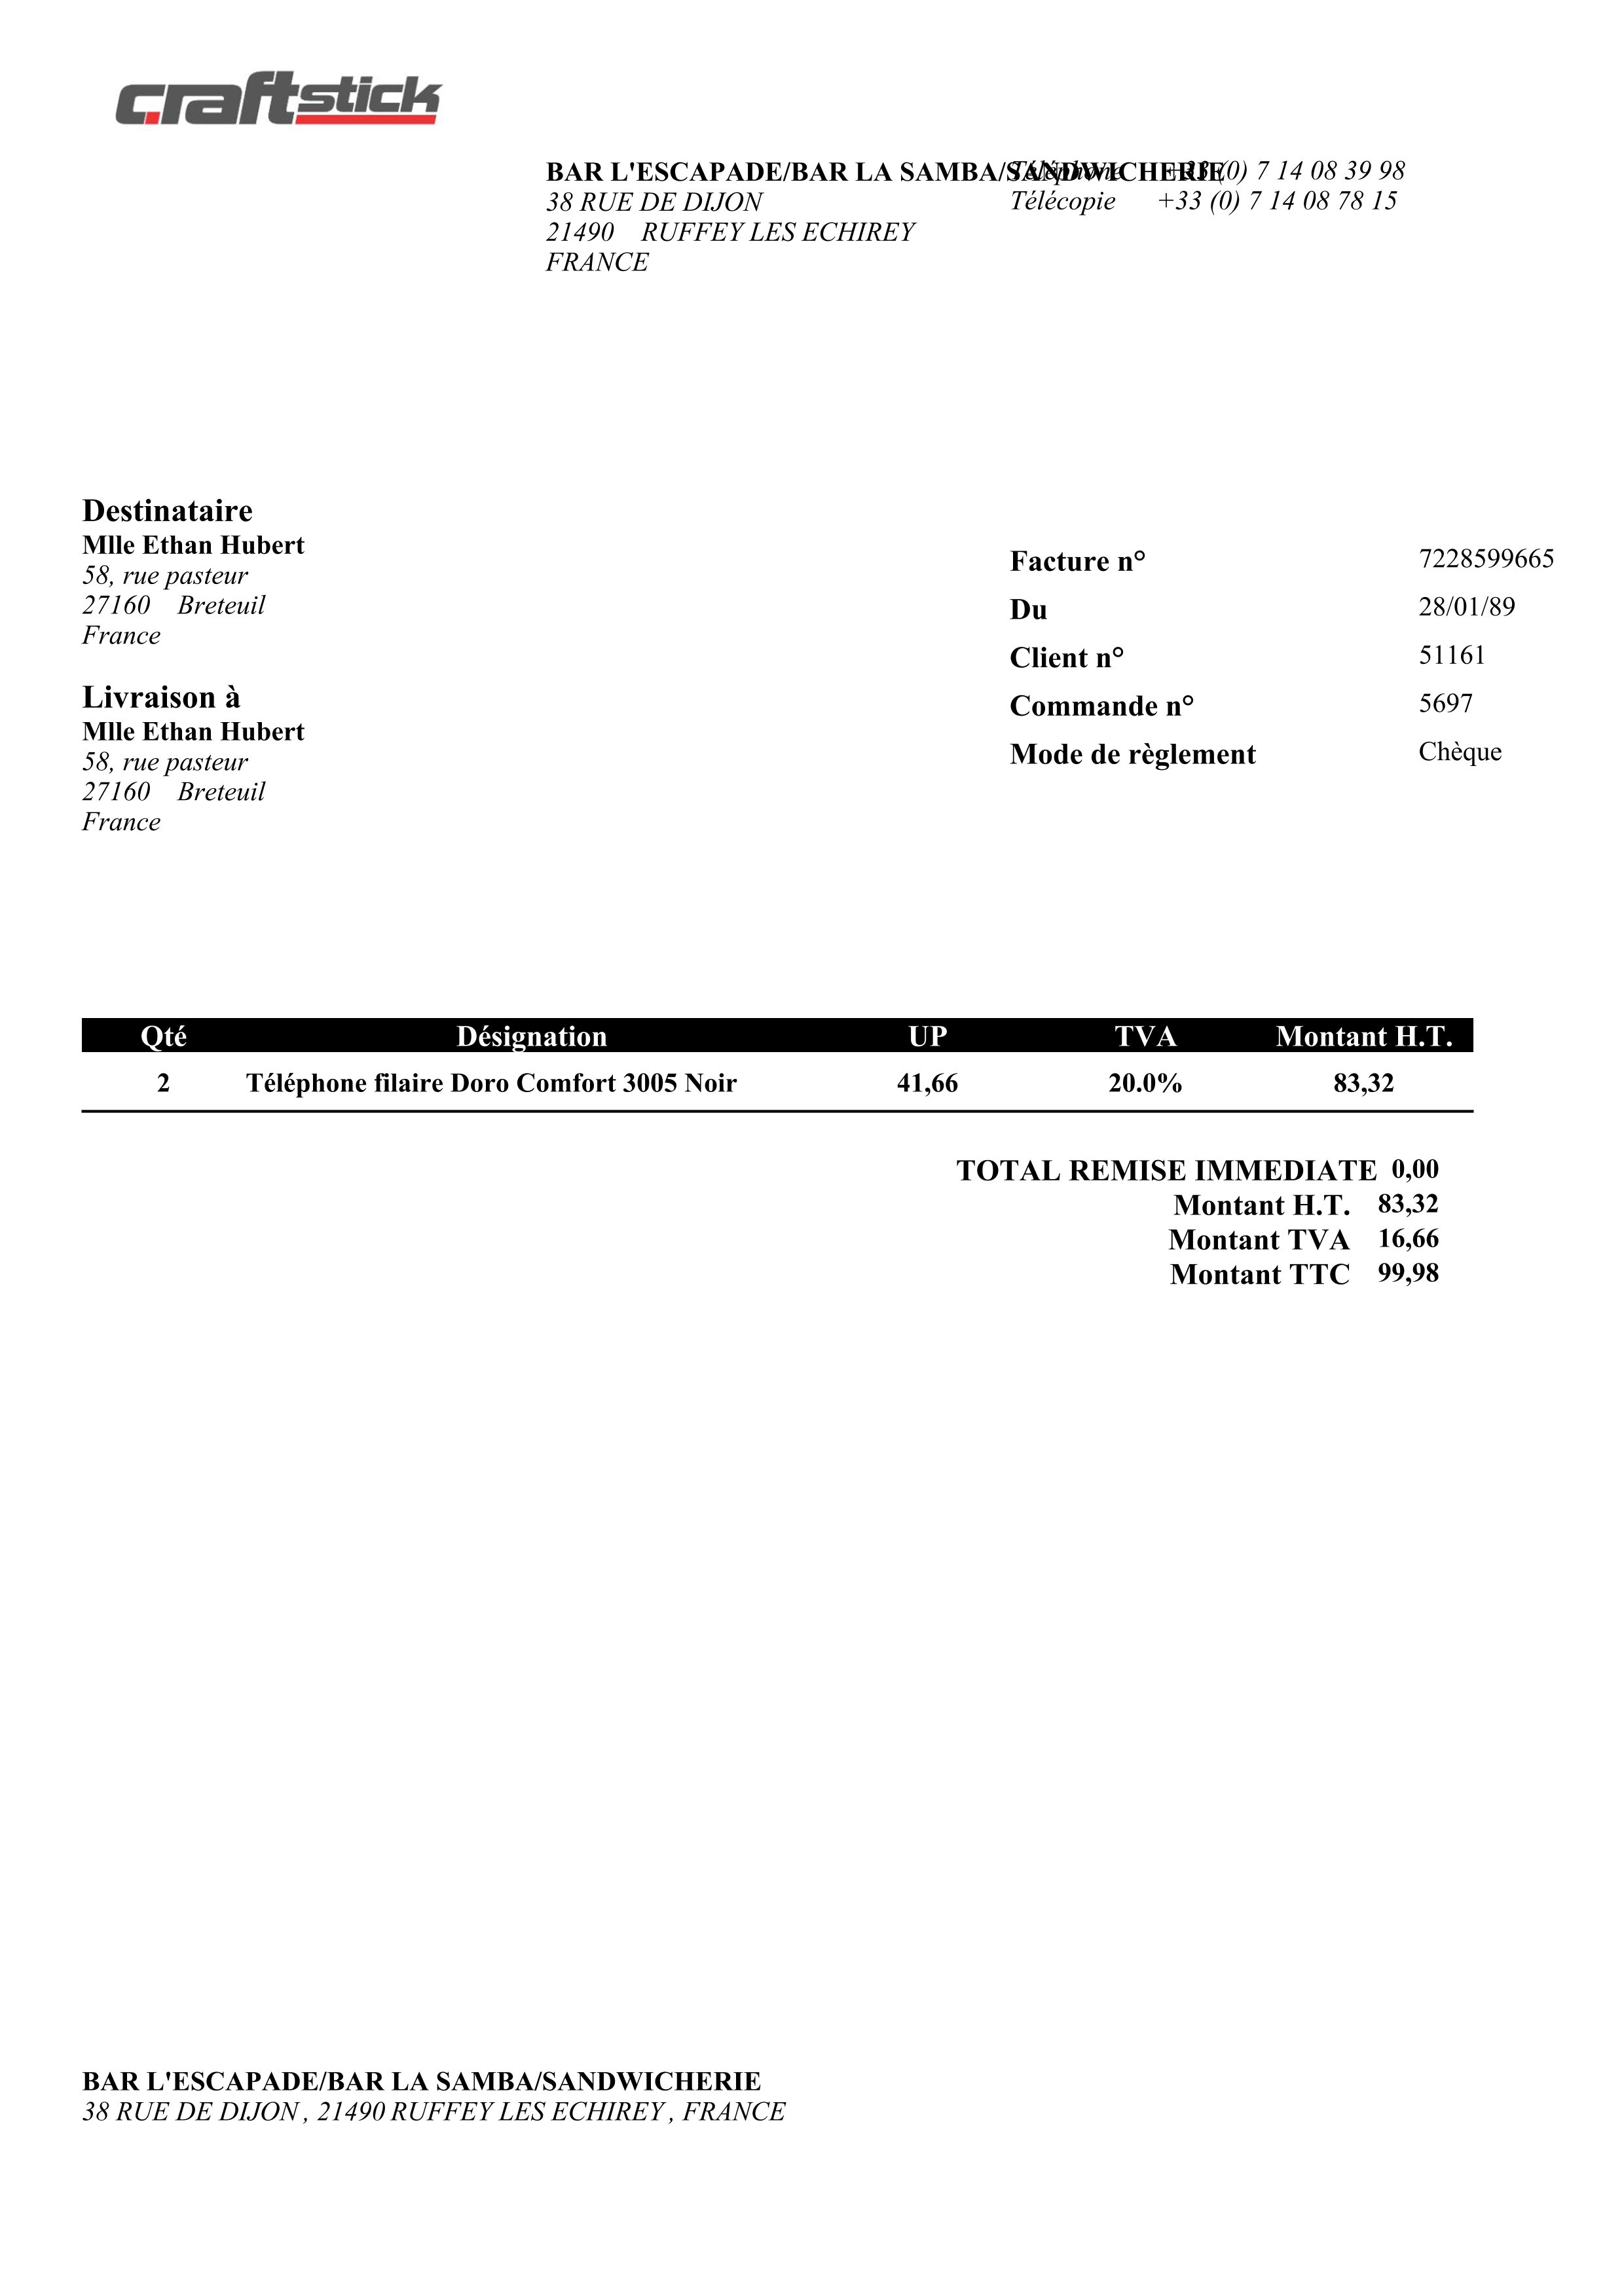 craftstick
BAR L'ESCAPADE/BAR LA SAMBA/SANDWICHERIE
38 RUE DE DIJON
21490 RUFFEY LES ECHIREY
FRANCE
Téléphone +33 (0) 7 14 08 39 98
Télécopie +33 (0) 7 14 08 78 15
Destinataire
Mlle Ethan Hubert
58, rue pasteur
27160 Breteuil
France
Livraison à
Mlle Ethan Hubert
58, rue pasteur
27160 Breteuil
France
Facture n° 7228599665
Du 28/01/89
Client n° 51161
Commande n° 5697
Mode de règlement Chèque
Qté Désignation UP TVA Montant H.T.
2 Téléphone filaire Doro Comfort 3005 Noir 41,66 20.0% 83,32
TOTAL REMISE IMMEDIATE 0,00
Montant H.T. 83,32
Montant TVA 16,66
Montant TTC 99,98
BAR L'ESCAPADE/BAR LA SAMBA/SANDWICHERIE
38 RUE DE DIJON , 21490 RUFFEY LES ECHIREY , FRANCE